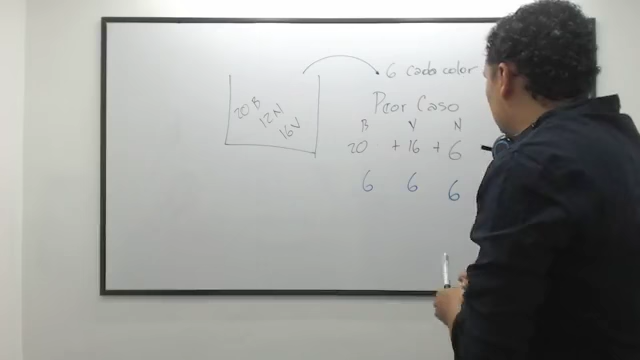 20 B
12 N
16 V
6 cada color
Peor Caso
B V N
20 + 16 + 6
6 6 6